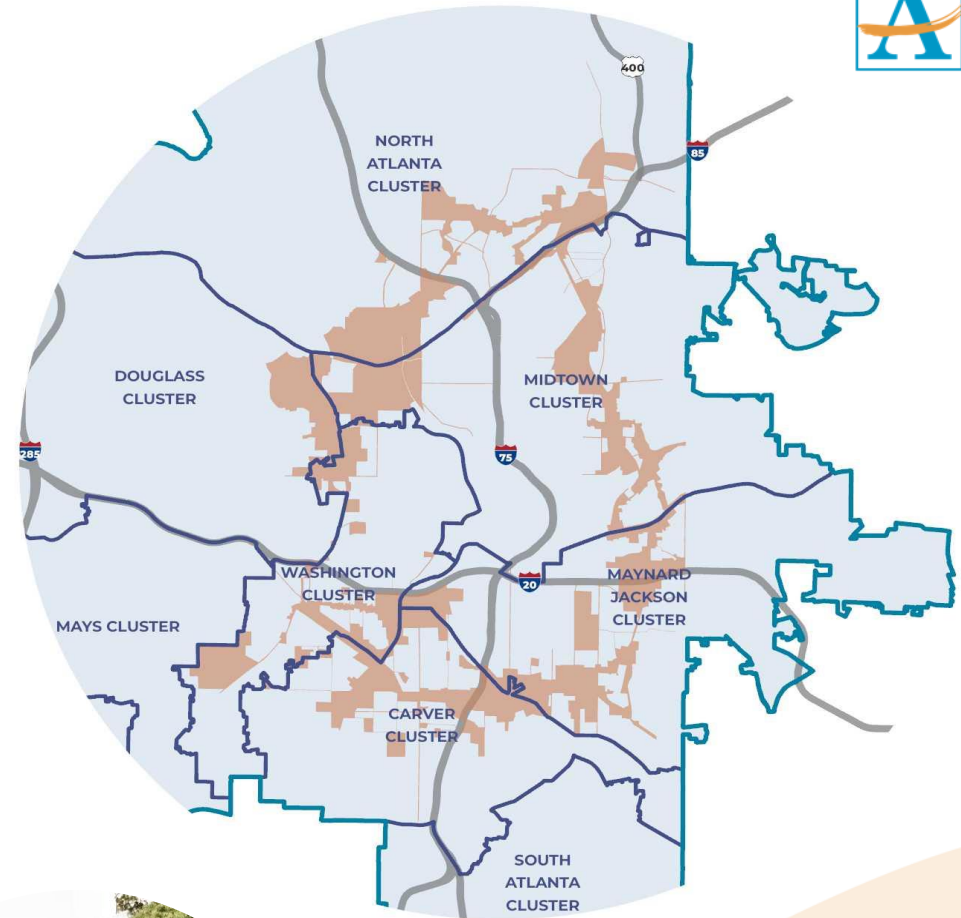 A
400
NORTH
ATLANTA
CLUSTER
85
DOUGLASS
CLUSTER
MIDTOWN
CLUSTER
285
75
WASHINGTON
CLUSTER
20
MAYNARD
JACKSON
CLUSTER
MAYS CLUSTER
CARVER
CLUSTER
SOUTH
ATLANTA
CLUSTER